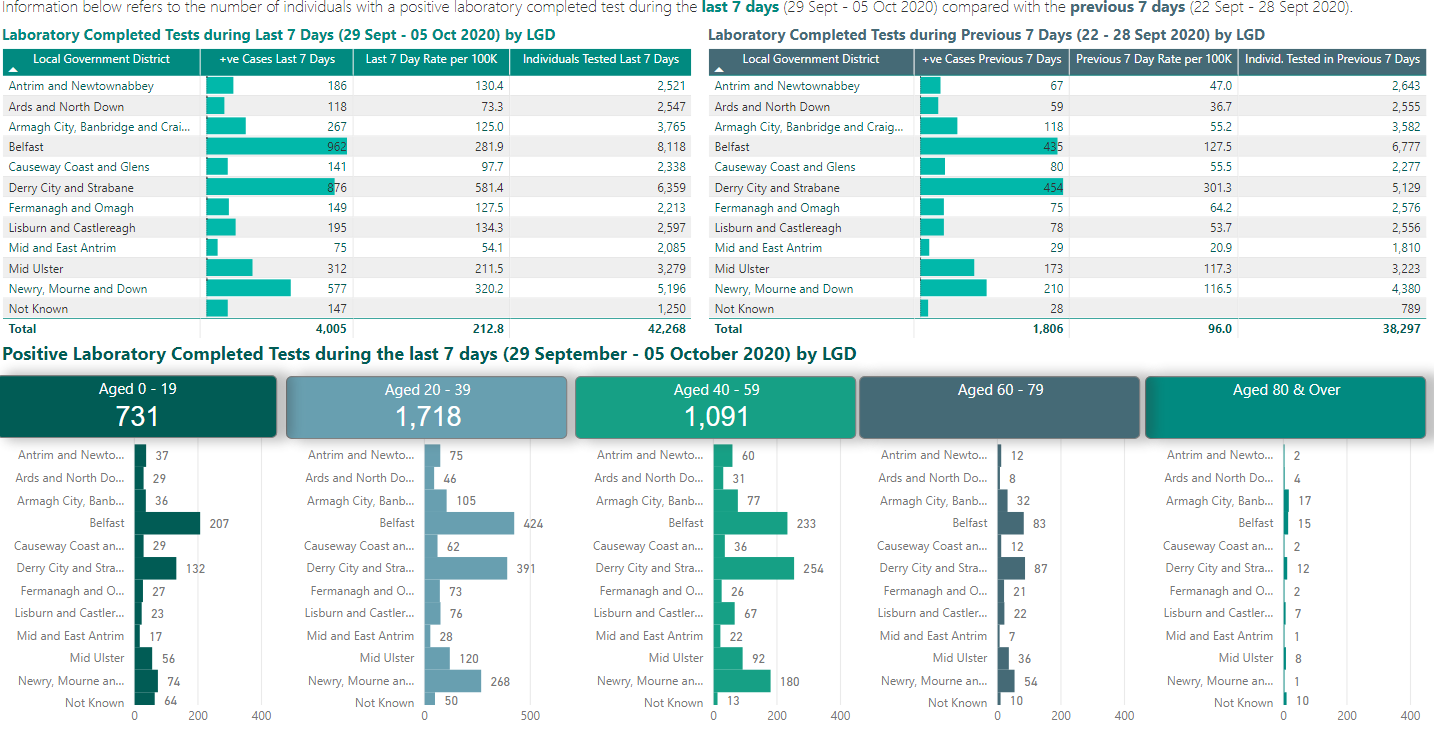 Information below refers to the number of individuals with a positive laboratory completed test during the last 7 days (29 Sept - 05 Oct 2020) compared with the previous 7 days (22 Sept - 28 Sept 2020).
Laboratory Completed Tests during Last 7 Days (29 Sept - 05 Oct 2020) by LGD
Local Government District +ve Cases Last 7 Days Last 7 Day Rate per 100K Individuals Tested Last 7 Days
Antrim and Newtownabbey 186 130.4 2,521
Ards and North Down 118 73.3 2,547
Armagh City, Banbridge and Crai... 267 125.0 3,765
Belfast 962 281.9 8,118
Causeway Coast and Glens 141 97.7 2,338
Derry City and Strabane 876 581.4 6,359
Fermanagh and Omagh 149 127.5 2,213
Lisburn and Castlereagh 195 134.3 2,597
Mid and East Antrim 75 54.1 2,085
Mid Ulster 312 211.5 3,279
Newry, Mourne and Down 577 320.2 5,196
Not Known 147 1,250
Total 4,005 212.8 42,268
Laboratory Completed Tests during Previous 7 Days (22 - 28 Sept 2020) by LGD
Local Government District +ve Cases Previous 7 Days Previous 7 Day Rate per 100K Individ. Tested in Previous 7 Days
Antrim and Newtownabbey 67 47.0 2,643
Ards and North Down 59 36.7 2,555
Armagh City, Banbridge and Craig... 118 55.2 3,582
Belfast 435 127.5 6,777
Causeway Coast and Glens 80 55.5 2,277
Derry City and Strabane 454 301.3 5,129
Fermanagh and Omagh 75 64.2 2,576
Lisburn and Castlereagh 78 53.7 2,556
Mid and East Antrim 29 20.9 1,810
Mid Ulster 173 117.3 3,223
Newry, Mourne and Down 210 116.5 4,380
Not Known 28 789
Total 1,806 96.0 38,297
Positive Laboratory Completed Tests during the last 7 days (29 September - 05 October 2020) by LGD
Aged 0 - 19
731
Antrim and Newto... 37
Ards and North Do... 29
Armagh City, Banb... 36
Belfast 207
Causeway Coast an... 29
Derry City and Stra... 132
Fermanagh and O... 27
Lisburn and Castler... 23
Mid and East Antrim 17
Mid Ulster 56
Newry, Mourne an... 74
Not Known 64
0 200 400
Aged 20 - 39
1,718
Antrim and Newto... 75
Ards and North Do... 46
Armagh City, Banb... 105
Belfast 424
Causeway Coast an... 62
Derry City and Stra... 391
Fermanagh and O... 73
Lisburn and Castler... 76
Mid and East Antrim 28
Mid Ulster 120
Newry, Mourne an... 268
Not Known 50
0 500
Aged 40 - 59
1,091
Antrim and Newto... 60
Ards and North Do... 31
Armagh City, Banb... 77
Belfast 233
Causeway Coast an... 36
Derry City and Stra... 254
Fermanagh and O... 26
Lisburn and Castler... 67
Mid and East Antrim 22
Mid Ulster 92
Newry, Mourne an... 180
Not Known 13
0 200 400
Aged 60 - 79
Antrim and Newto... 12
Ards and North Do... 8
Armagh City, Banb... 32
Belfast 83
Causeway Coast an... 12
Derry City and Stra... 87
Fermanagh and O... 21
Lisburn and Castler... 22
Mid and East Antrim 7
Mid Ulster 36
Newry, Mourne an... 54
Not Known 10
0 200 400
Aged 80 & Over
Antrim and Newto... 2
Ards and North Do... 4
Armagh City, Banb... 17
Belfast 15
Causeway Coast an... 2
Derry City and Stra... 12
Fermanagh and O... 2
Lisburn and Castler... 7
Mid and East Antrim 1
Mid Ulster 8
Newry, Mourne an... 1
Not Known 10
0 200 400